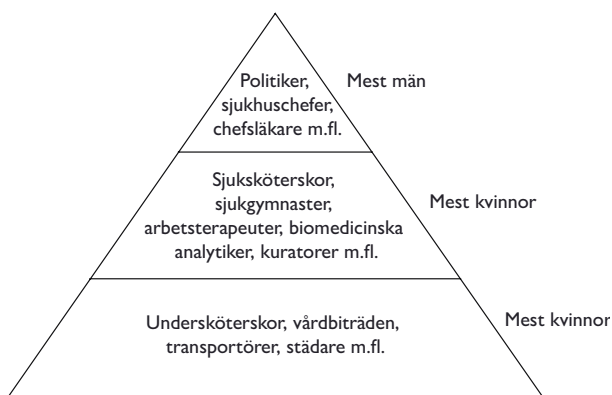 Politiker,
sjukhuschefer,
chefsläkare m.fl.
Mest män
Sjuksköterskor,
sjukgymnaster,
arbetsterapeuter, biomedicinska
analytiker, kuratorer m.fl.
Mest kvinnor
Undersköterskor, vårdbiträden,
transportörer, städare m.fl.
Mest kvinnor